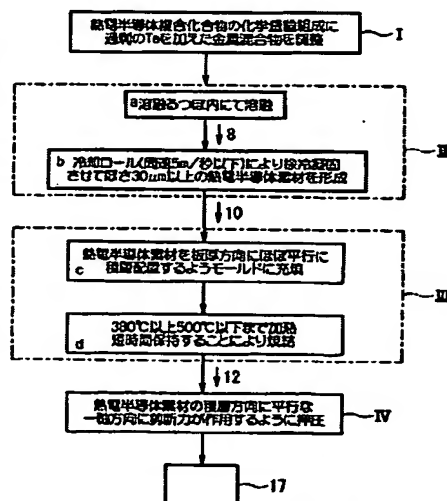 熱電半導体複合化合物の化学量論組成に
過剰のTeを加えた金属混合物を調整
I
a溶融るつぼ内にて溶融
8
b 冷却ロール(周速5m/秒以下)により徐冷凝固
させて厚さ30μm以上の熱電半導体素材を形成
II
10
熱電半導体素材を板厚方向にほぼ平行に
c 積層配置するようモールドに充填
380℃以上500℃以下まで加熱
d 短時間保持することにより焼結
III
12
熱電半導体素材の積層方向に平行な
一軸方向に剪断力が作用するように押圧
IV
17